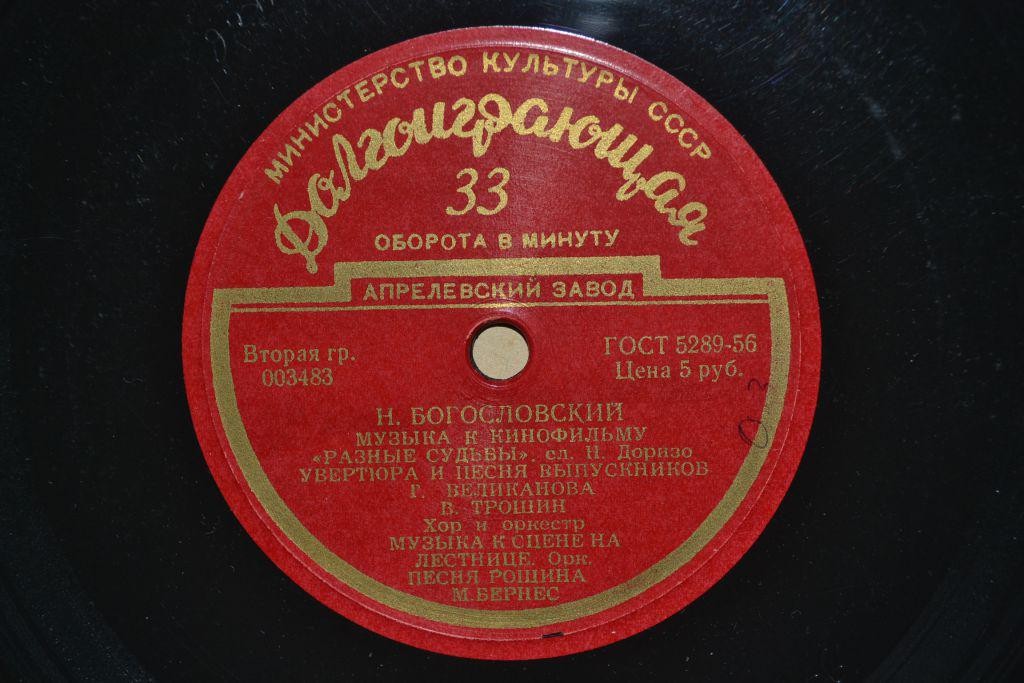 МИНИСТЕРСТВО КУЛЬТУРЫ СССР
Долгоиграющая
33
ОБОРОТА В МИНУТУ
АПРЕЛЕВСКИЙ ЗАВОД
Вторая гр.
003483
ГОСТ 5289-56
Цена 5 руб.
Н. БОГОСЛОВСКИЙ
МУЗЫКА К КИНОФИЛЬМУ
«РАЗНЫЕ СУДЬБЫ», сл. Н. Доризо
УВЕРТЮРА И ПЕСНЯ ВЫПУСКНИКОВ
Г. ВЕЛИКАНОВА
В. ТРОШИН
Хор и оркестр
МУЗЫКА К СЦЕНЕ НА
ЛЕСТНИЦЕ. Орк.
ПЕСНЯ РОЩИНА
М. БЕРНЕС